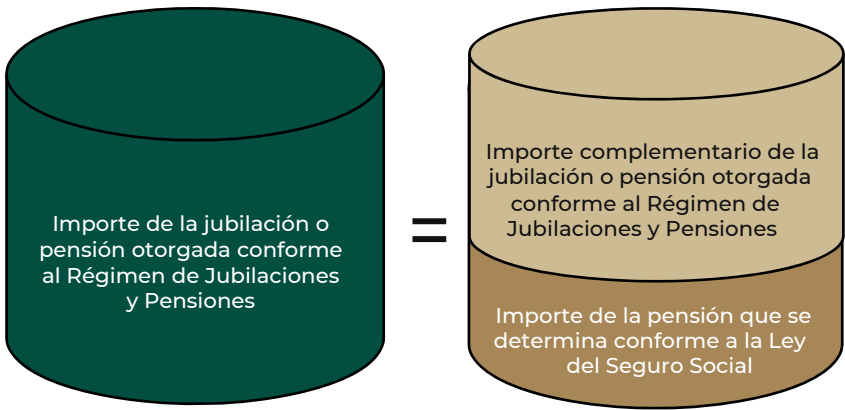 Importe de la jubilación o
pensión otorgada conforme
al Régimen de Jubilaciones
y Pensiones
=
Importe complementario de la
jubilación o pensión otorgada
conforme al Régimen de
Jubilaciones y Pensiones
Importe de la pensión que se
determina conforme a la Ley
del Seguro Social